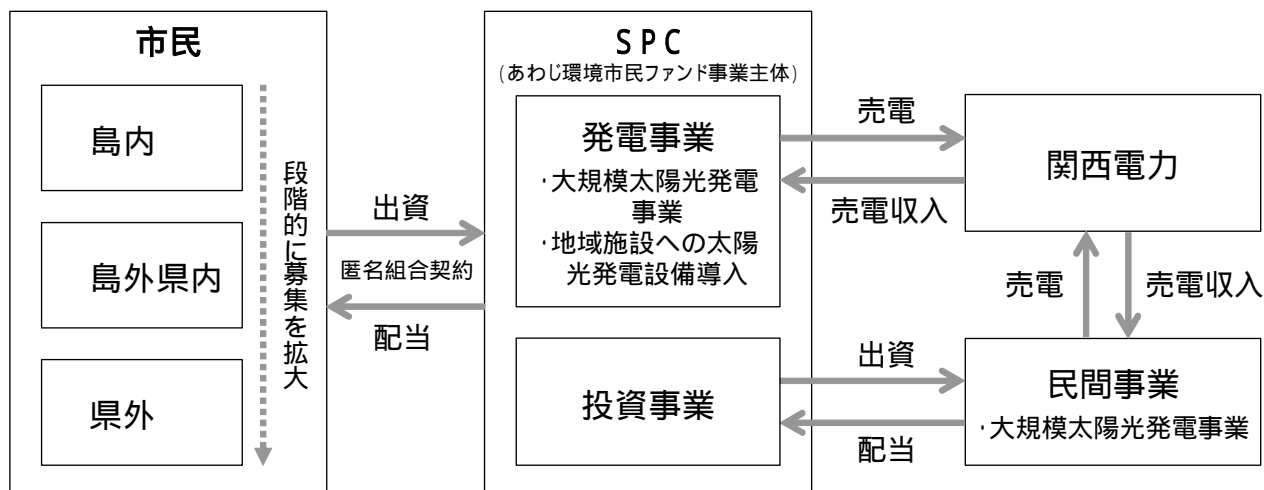 市民
島内
島外県内
県外
段階的に募集を拡大
出資
匿名組合契約
配当
ＳＰＣ
(あわじ環境市民ファンド事業主体)
発電事業
・大規模太陽光発電
事業
・地域施設への太陽
光発電設備導入
投資事業
売電
売電収入
関西電力
売電
売電収入
出資
配当
民間事業
・大規模太陽光発電事業